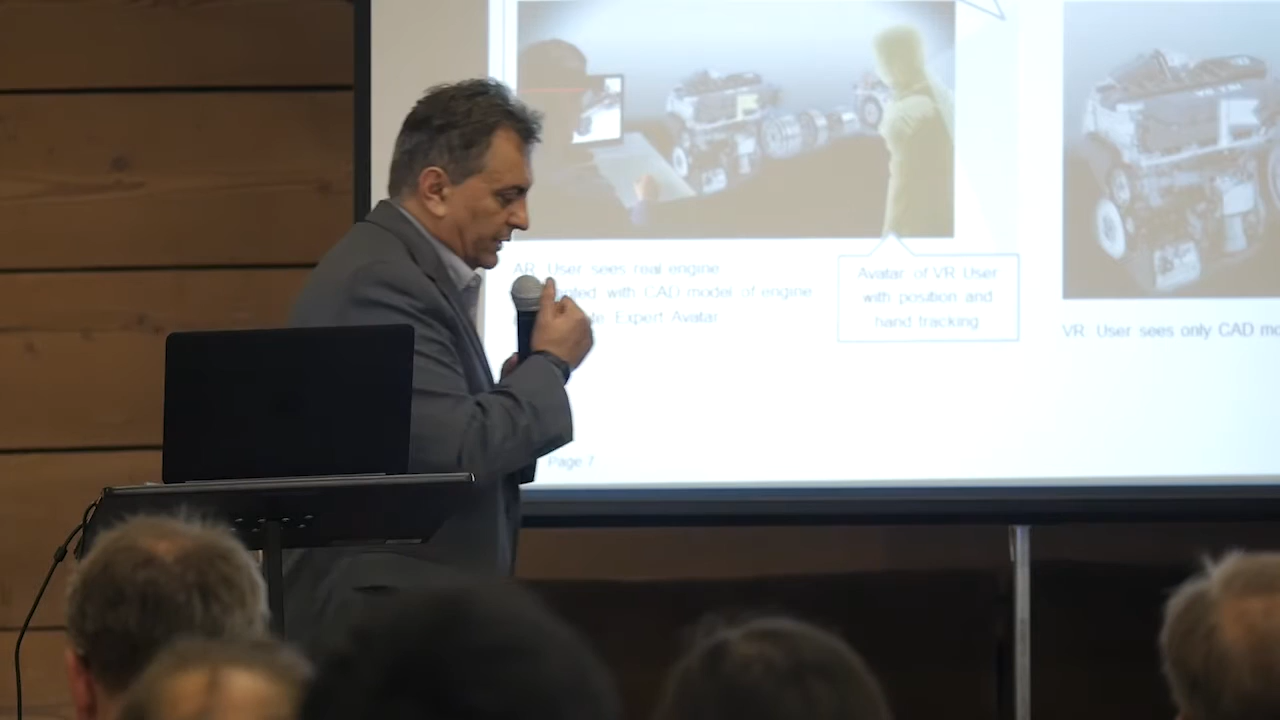 AR: User sees real engine
with CAD model of engine
Expert Avatar
Avatar of VR User
with position and
hand tracking
VR: User sees only CAD mo
Page 7